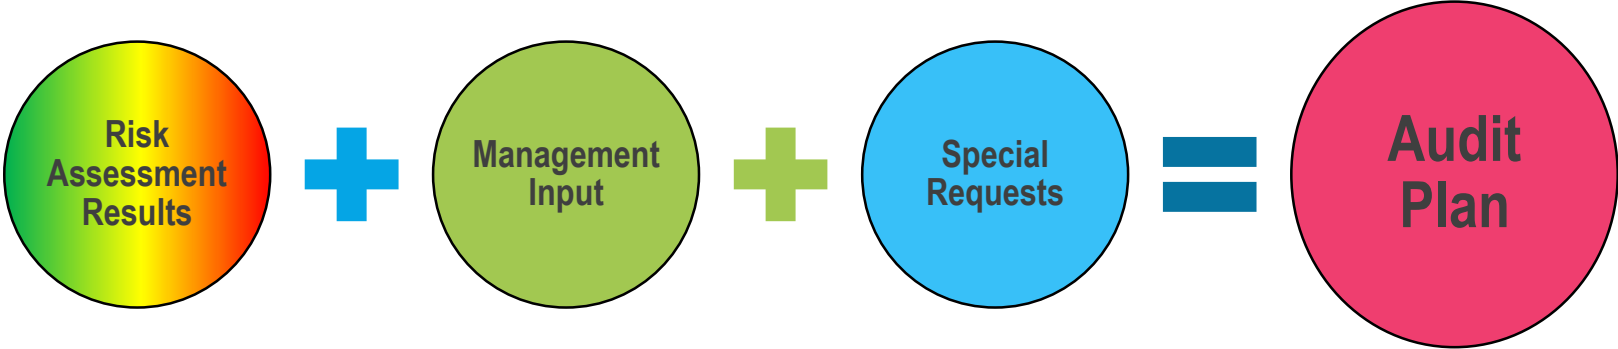 Risk
Assessment
Results
Management
Input
Special
Requests
Audit
Plan